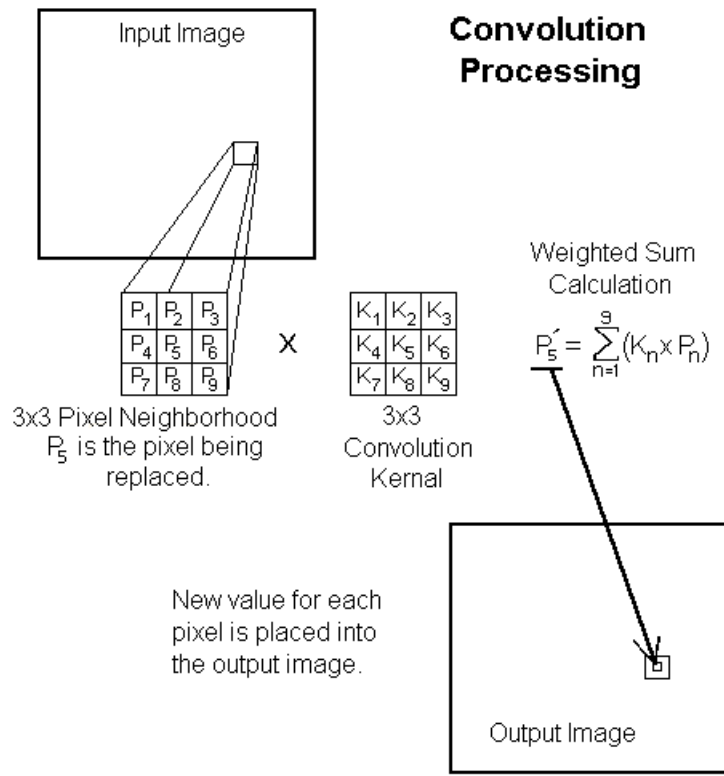 Input Image
Convolution
Processing
P1 P2 P3
P4 P5 P6
P7 P8 P9
X
K1 K2 K3
K4 K5 K6
K7 K8 K9
Weighted Sum
Calculation
P5´ = 9∑n=1 (Kn x Pn)
3x3 Pixel Neighborhood
P5 is the pixel being
replaced.
3x3
Convolution
Kernal
New value for each
pixel is placed into
the output image.
Output Image